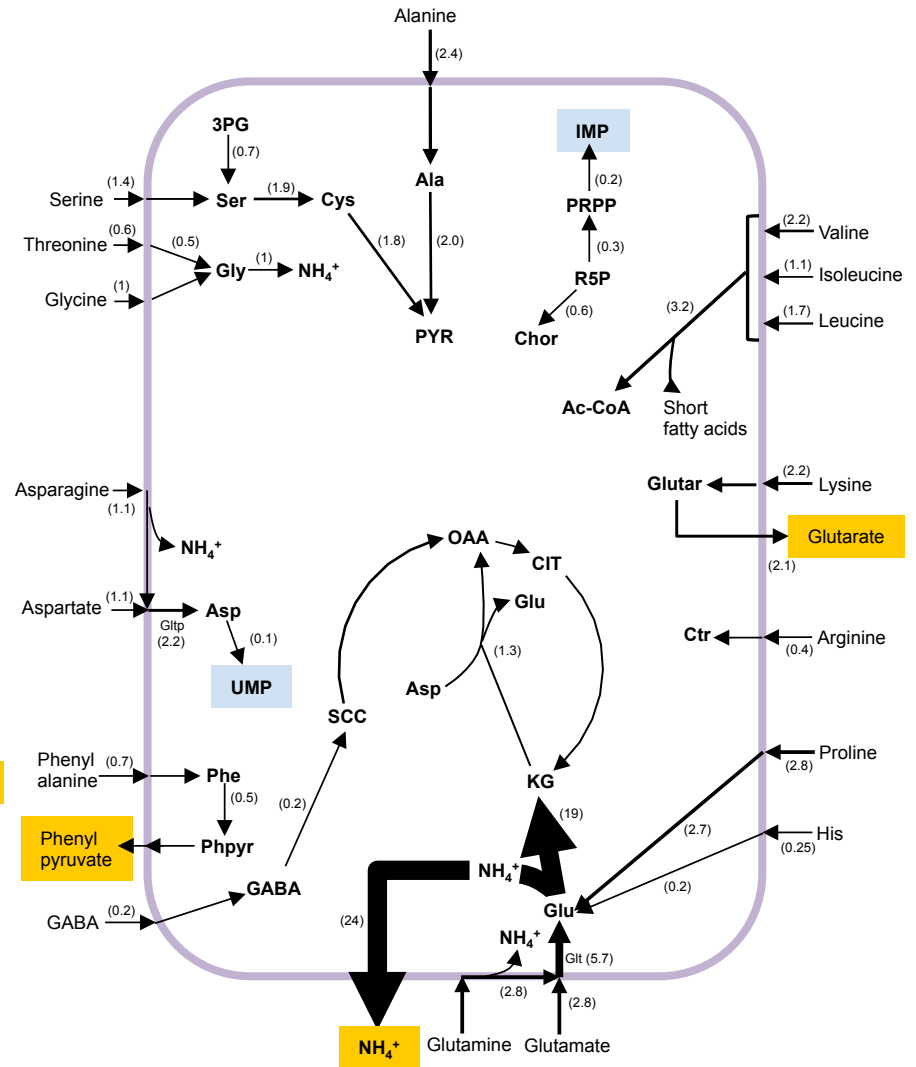 Alanine
(2.4)
3PG
(0.7)
IMP
(0.2)
Ala
Serine
(1.4)
Ser
(1.9)
Cys
PRPP
(2.2)
Valine
Threonine
(0.6)
(0.5)
(1.8)
(2.0)
(0.3)
Gly
(1)
NH₄⁺
R5P
(1.1)
Isoleucine
Glycine
(1)
(0.6)
(3.2)
(1.7)
Leucine
PYR
Chor
Ac-CoA
Short
fatty acids
Asparagine
(1.1)
Glutar
(2.2)
Lysine
NH₄⁺
OAA
CIT
Glutarate
(2.1)
Aspartate
(1.1)
Gltp
(2.2)
Asp
(0.1)
Glu
UMP
Asp
(1.3)
Ctr
(0.4)
Arginine
SCC
Phenyl
alanine
(0.7)
Phe
(0.5)
(0.2)
KG
(2.8)
Proline
Phenyl
pyruvate
Phpyr
(19)
(2.7)
His
(0.25)
GABA
NH₄⁺
(0.2)
GABA
(0.2)
(24)
Glu
NH₄⁺
Glt (5.7)
(2.8)
(2.8)
NH₄⁺
Glutamine
Glutamate